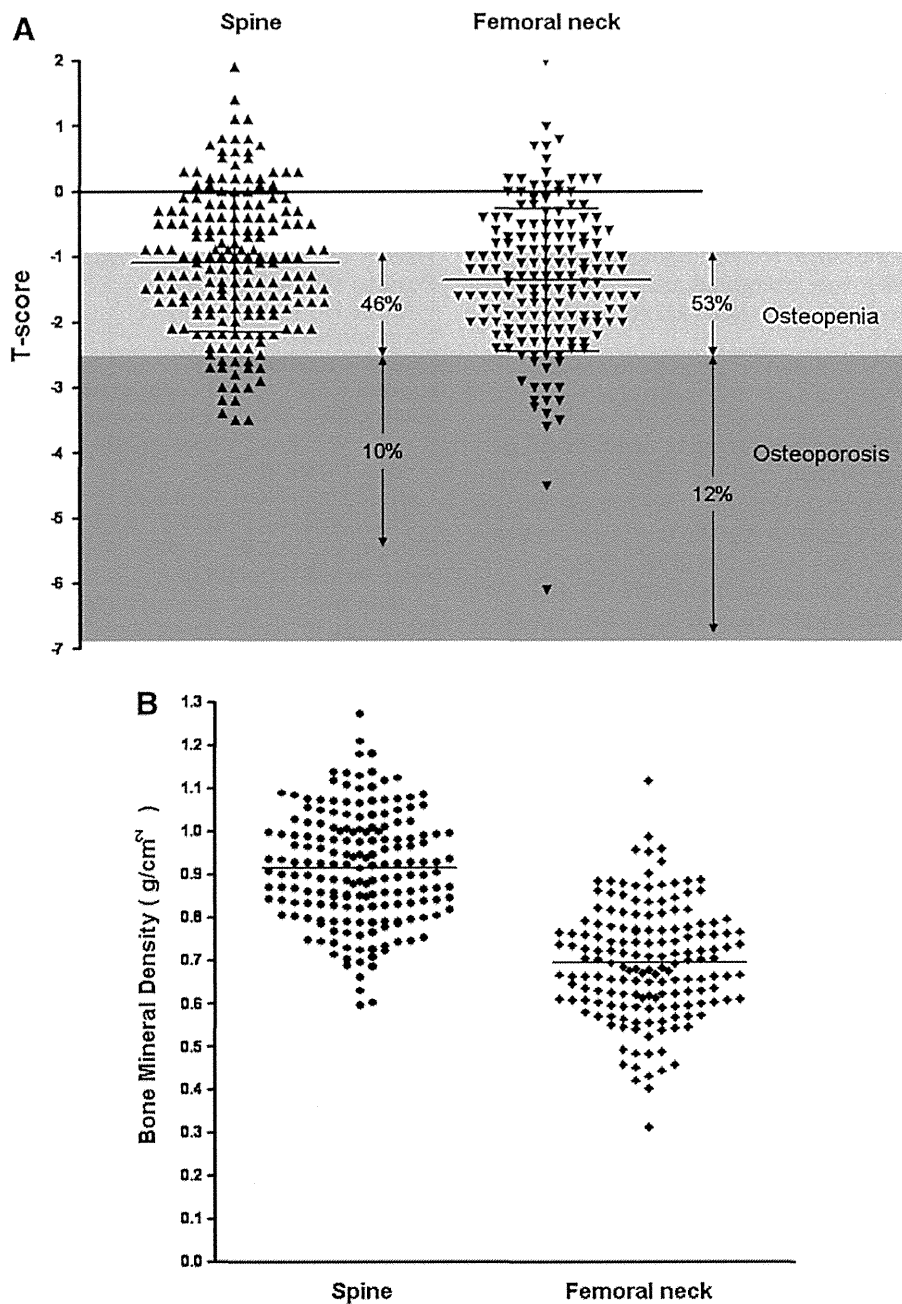 A
Spine
Femoral neck
2
1
0
-1
-2
-3
-4
-5
-6
-7
T-score
46%
53%
Osteopenia
10%
Osteoporosis
12%
B
1.3
1.2
1.1
1.0
0.9
0.8
0.7
0.6
0.5
0.4
0.3
0.2
0.1
0.0
Bone Mineral Density ( g/cm2 )
Spine
Femoral neck